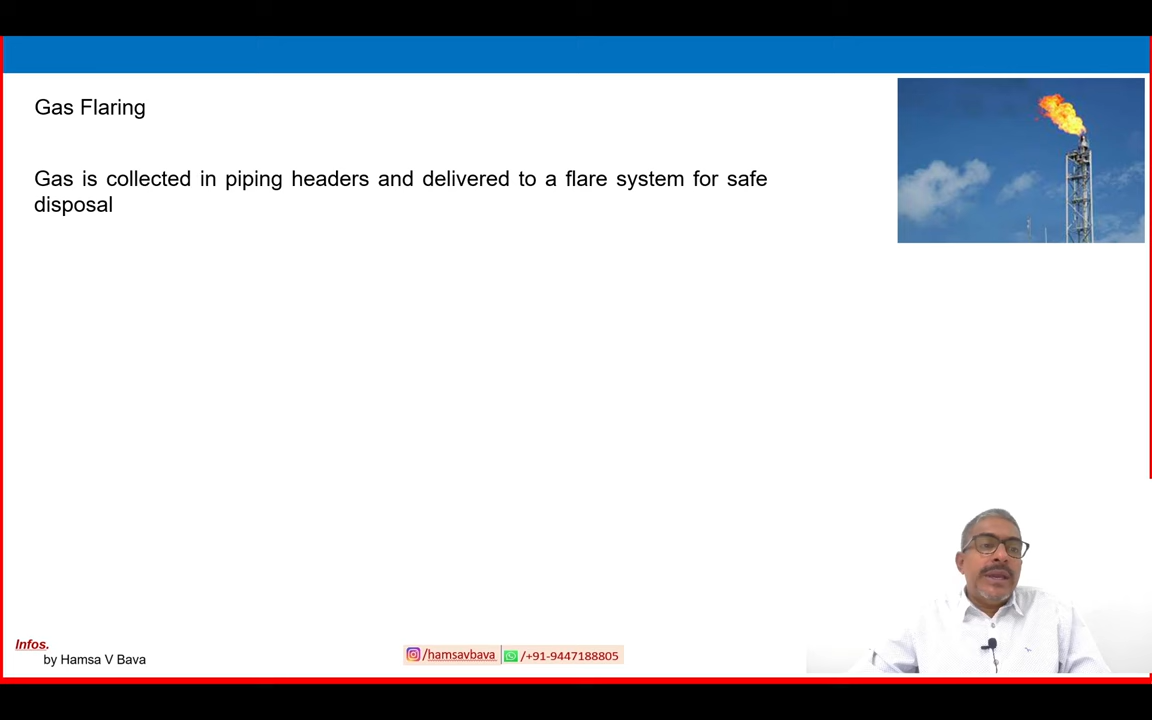 Gas Flaring
Gas is collected in piping headers and delivered to a flare system for safe
disposal
Infos.
by Hamsa V Bava
/hamsavbava
/+91-9447188805